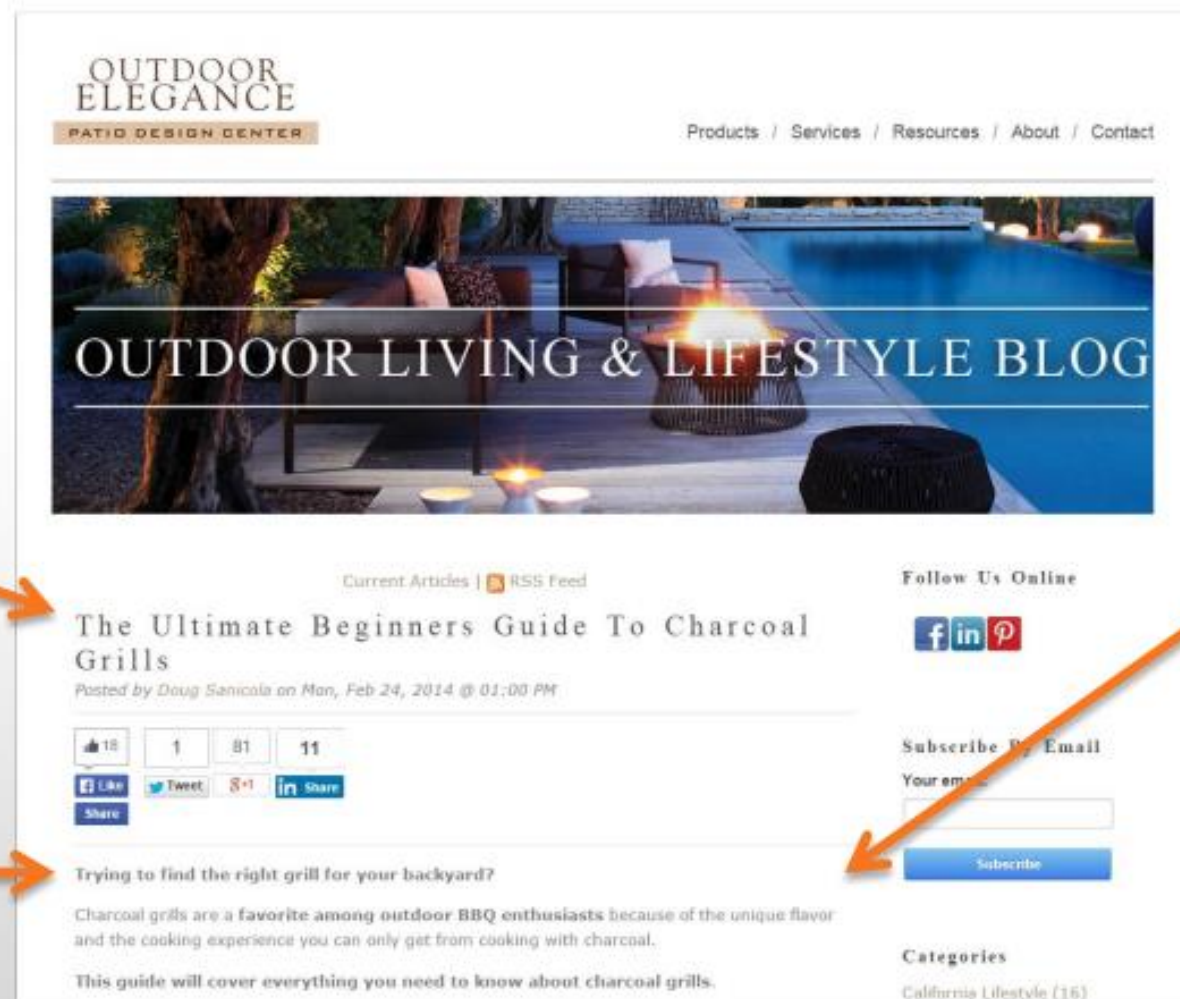 OUTDOOR
ELEGANCE
PATIO DESIGN CENTER
Products / Services / Resources / About / Contact
OUTDOOR LIVING & LIFESTYLE BLOG
Current Articles | RSS Feed
The Ultimate Beginners Guide To Charcoal
Grills
Posted by Doug Sanicola on Mon, Feb 24, 2014 @ 01:00 PM
18 1 81 11
Like Tweet g+1 in Share
Share
Trying to find the right grill for your backyard?
Charcoal grills are a favorite among outdoor BBQ enthusiasts because of the unique flavor
and the cooking experience you can only get from cooking with charcoal.
This guide will cover everything you need to know about charcoal grills.
Follow Us Online
f in
Subscribe By Email
Your email
Subscribe
Categories
California Lifestyle (16)